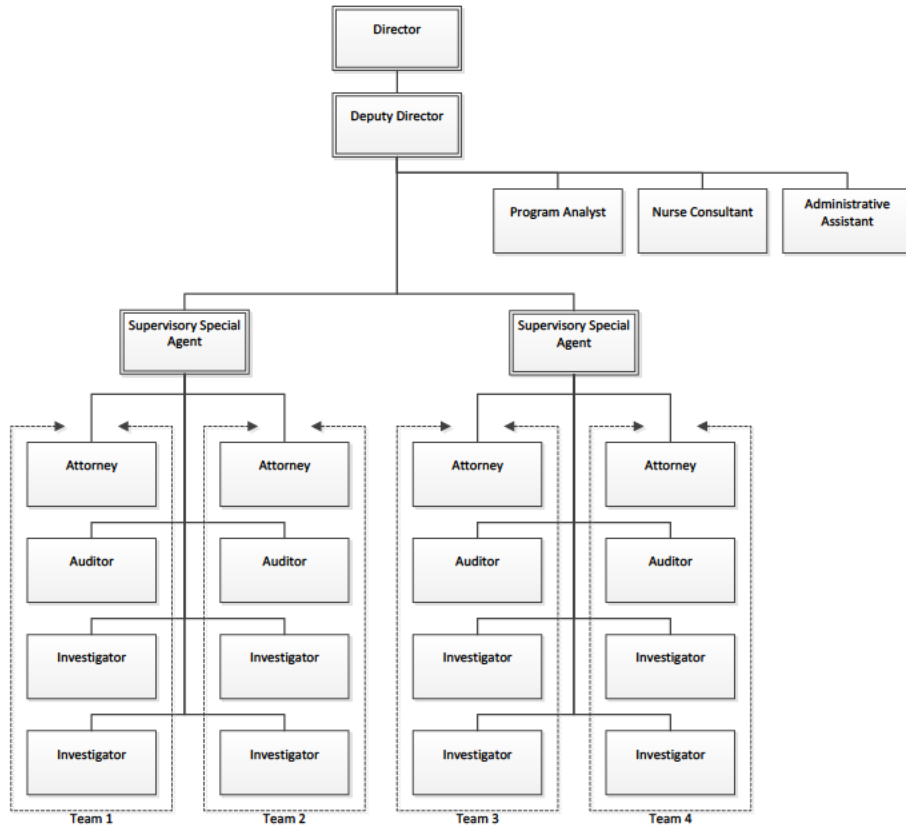 Director
Deputy Director
Program Analyst
Nurse Consultant
Administrative
Assistant
Supervisory Special
Agent
Supervisory Special
Agent
Attorney
Attorney
Attorney
Attorney
Auditor
Auditor
Auditor
Auditor
Investigator
Investigator
Investigator
Investigator
Investigator
Investigator
Investigator
Investigator
Team 1
Team 2
Team 3
Team 4